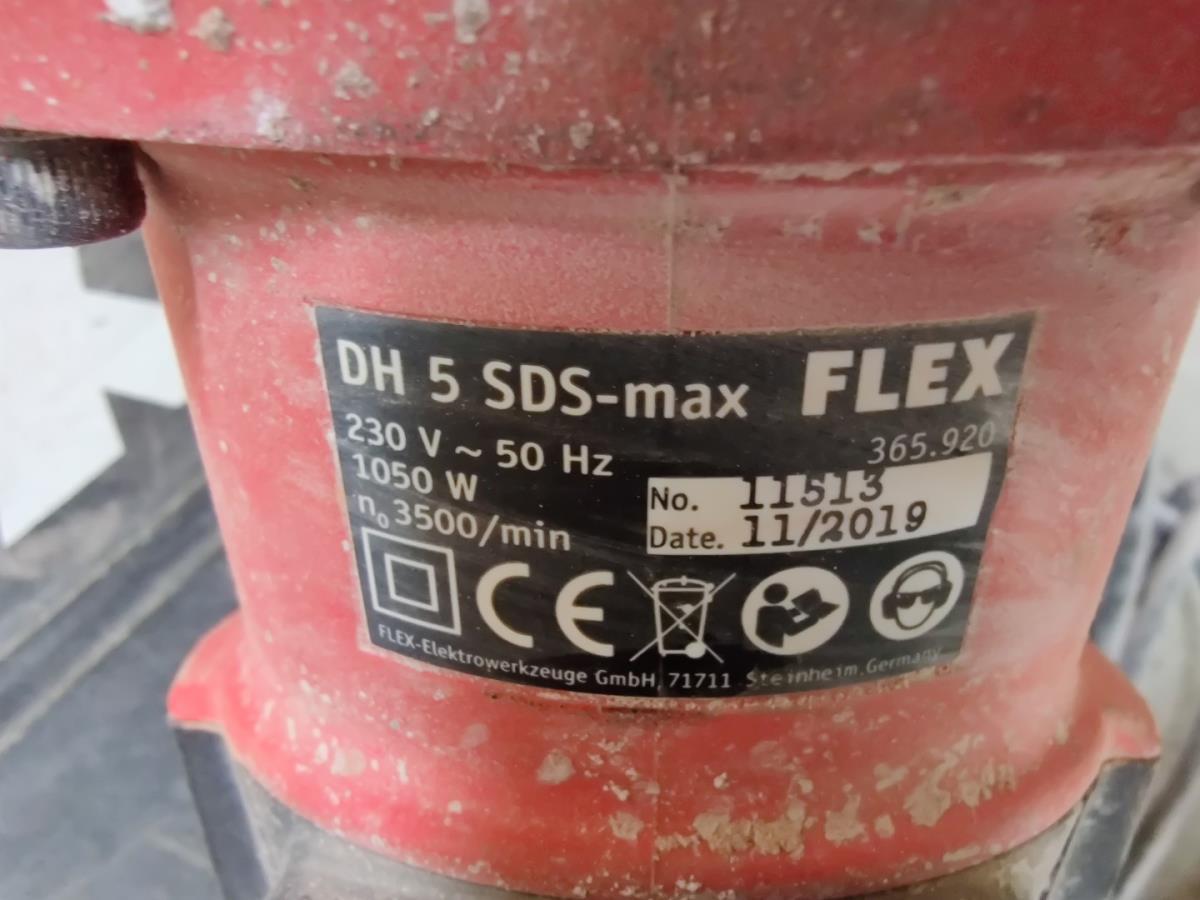 DH 5 SDS-max FLEX
230 V ~ 50 Hz 365.920
1050 W No. 11513
n₀ 3500/min Date. 11/2019
CE
FLEX-Elektrowerkzeuge GmbH, 71711 Steinheim, Germany